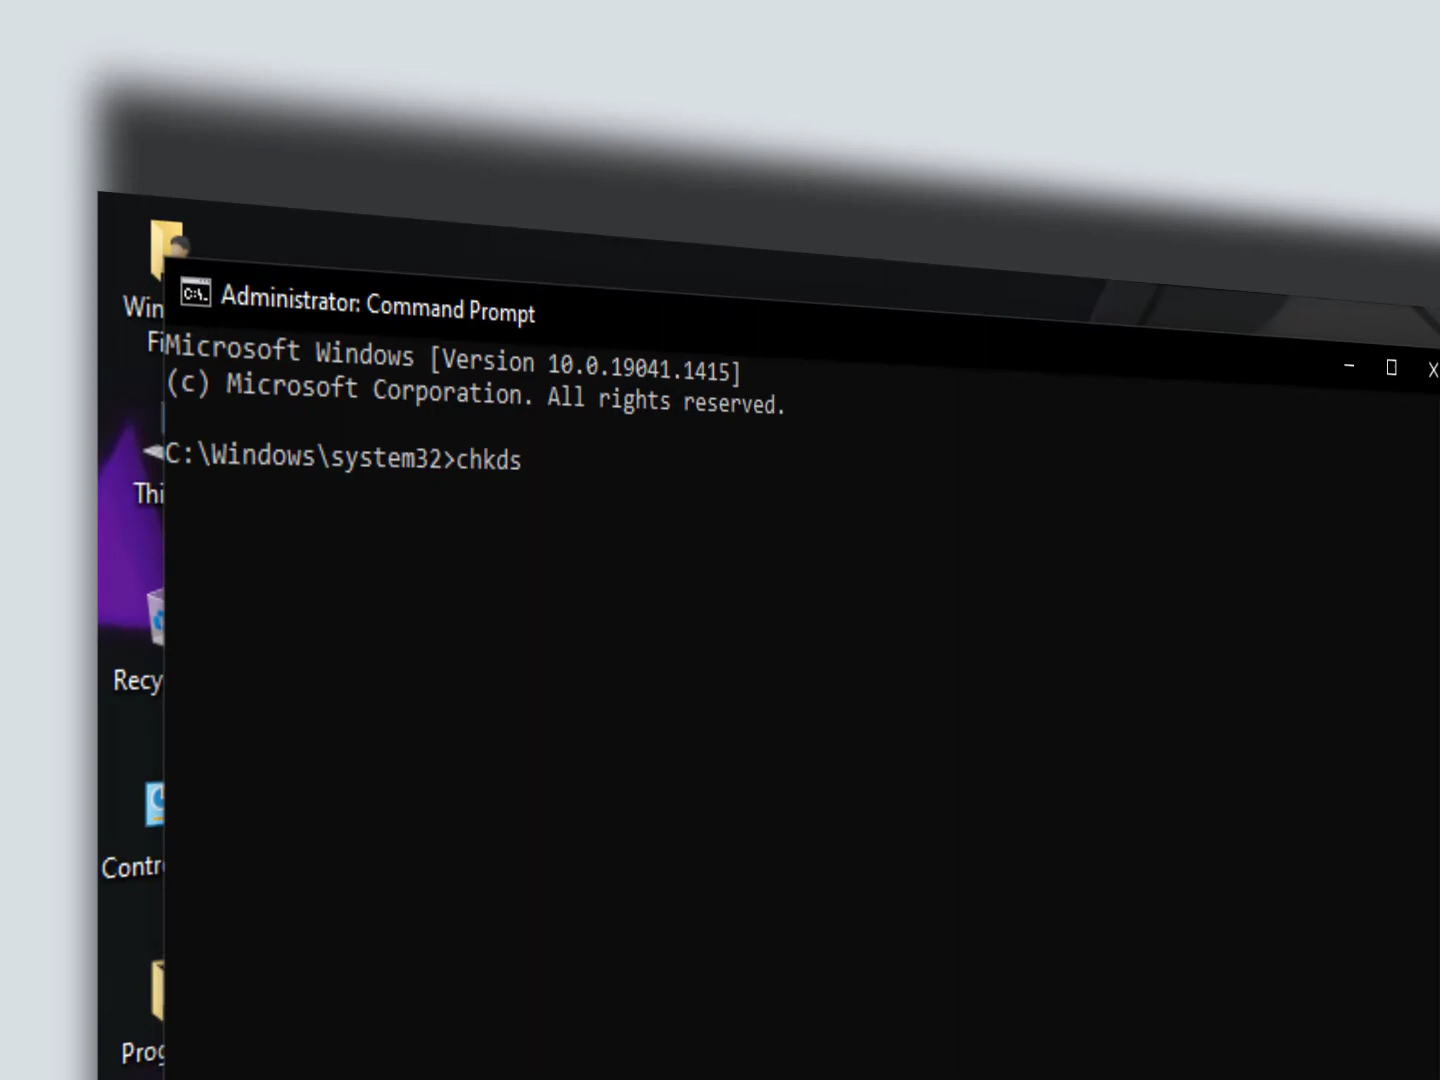 Win
Fi
Administrator: Command Prompt
Microsoft Windows [Version 10.0.19041.1415]
(c) Microsoft Corporation. All rights reserved.
C:\Windows\system32>chkds
Thi
Recy
Contr
Prog